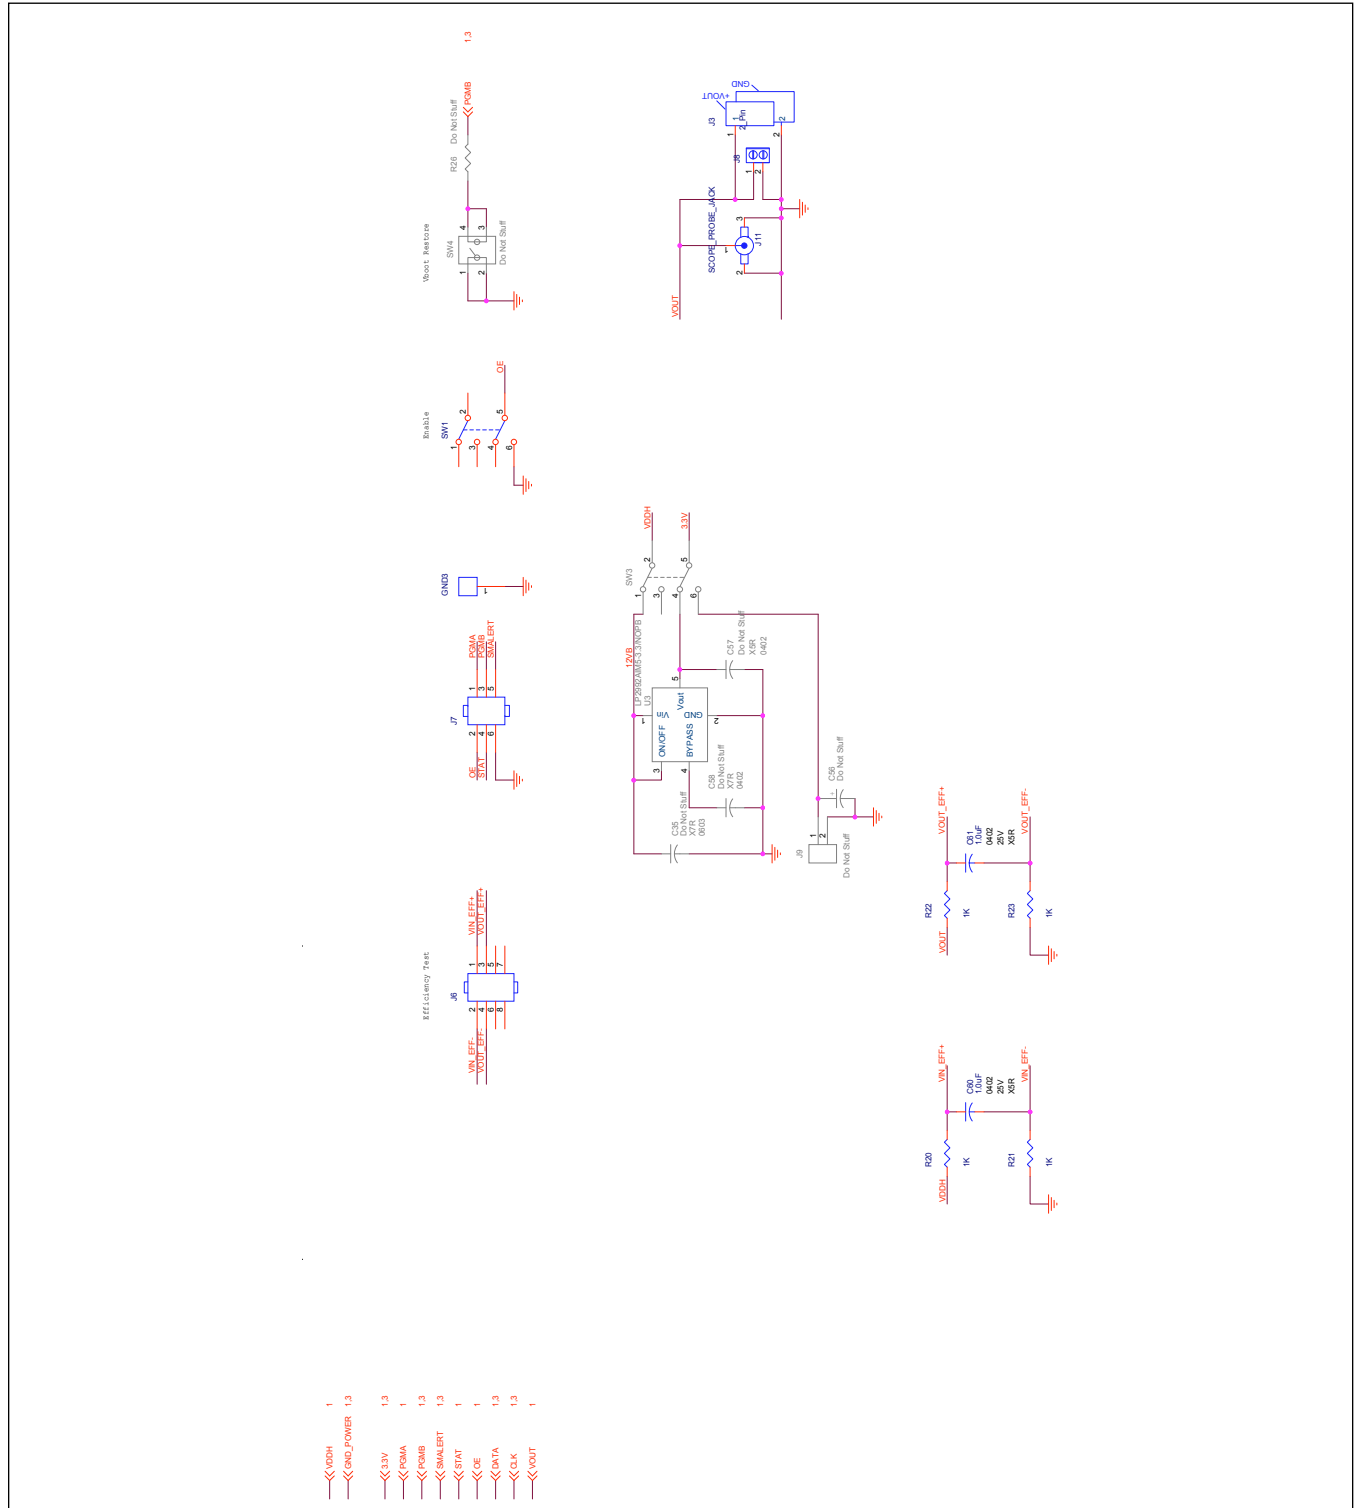 1,3
PGMB
Do Not Stuff
R26
Vboot Restore
SW4
4
3
1
2
Do Not Stuff
GND
+VOUT
J3
1
2_Pin
2
1
2
J8
1
2
SCOPE_PROBE_JACK
3
J11
1
2
VOUT
Enable
SW1
OE
2
5
1
3
4
6
GND3
1
J7
PGMA
PGMB
SMALERT
1
3
5
2
4
6
OE
STAT
VDDH
3.3V
SW3
2
5
1
3
4
6
12VB
LP2992AIM5-3.3/NOPB
U3
Vin
Vout
GND
ON/OFF
BYPASS
1
5
2
3
4
C57
Do Not Stuff
X5R
0402
C58
Do Not Stuff
X7R
0402
C35
Do Not Stuff
X7R
0603
C56
Do Not Stuff
+
J9
1
2
Do Not Stuff
Efficiency Test
J6
VIN_EFF+
VOUT_EFF+
1
3
5
7
2
4
6
8
VIN_EFF-
VOUT_EFF-
VOUT_EFF+
VOUT_EFF-
C61
1.0uF
0402
25V
X5R
R22
1K
R23
1K
VOUT
VIN_EFF+
VIN_EFF-
C60
1.0uF
0402
25V
X5R
R20
1K
R21
1K
VDDH
VDDH 1
GND_POWER 1,3
3.3V 1,3
PGMA 1
PGMB 1,3
SMALERT 1,3
STAT 1
OE 1
DATA 1,3
CLK 1,3
VOUT 1